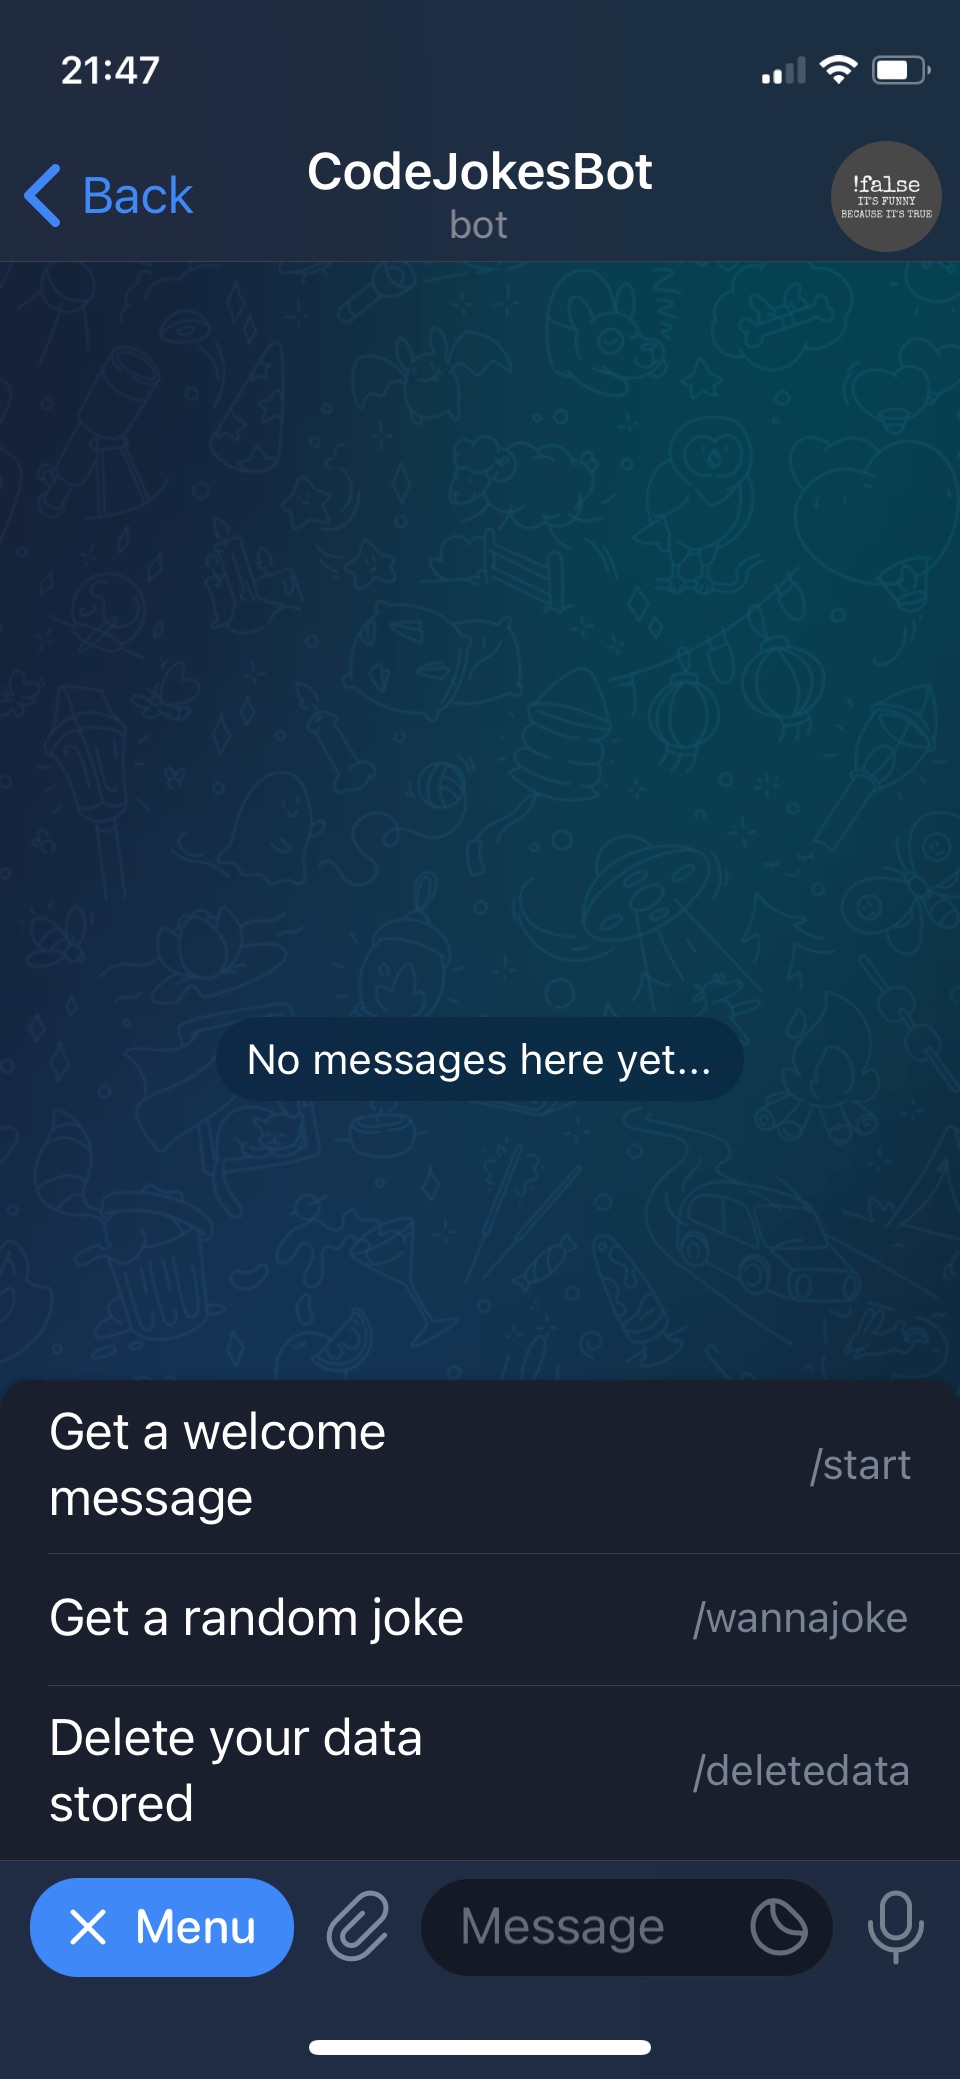 21:47
Back
CodeJokesBot
bot
!false
IT'S FUNNY
BECAUSE IT'S TRUE
No messages here yet...
Get a welcome
message
/start
Get a random joke
/wannajoke
Delete your data
stored
/deletedata
Menu
Message